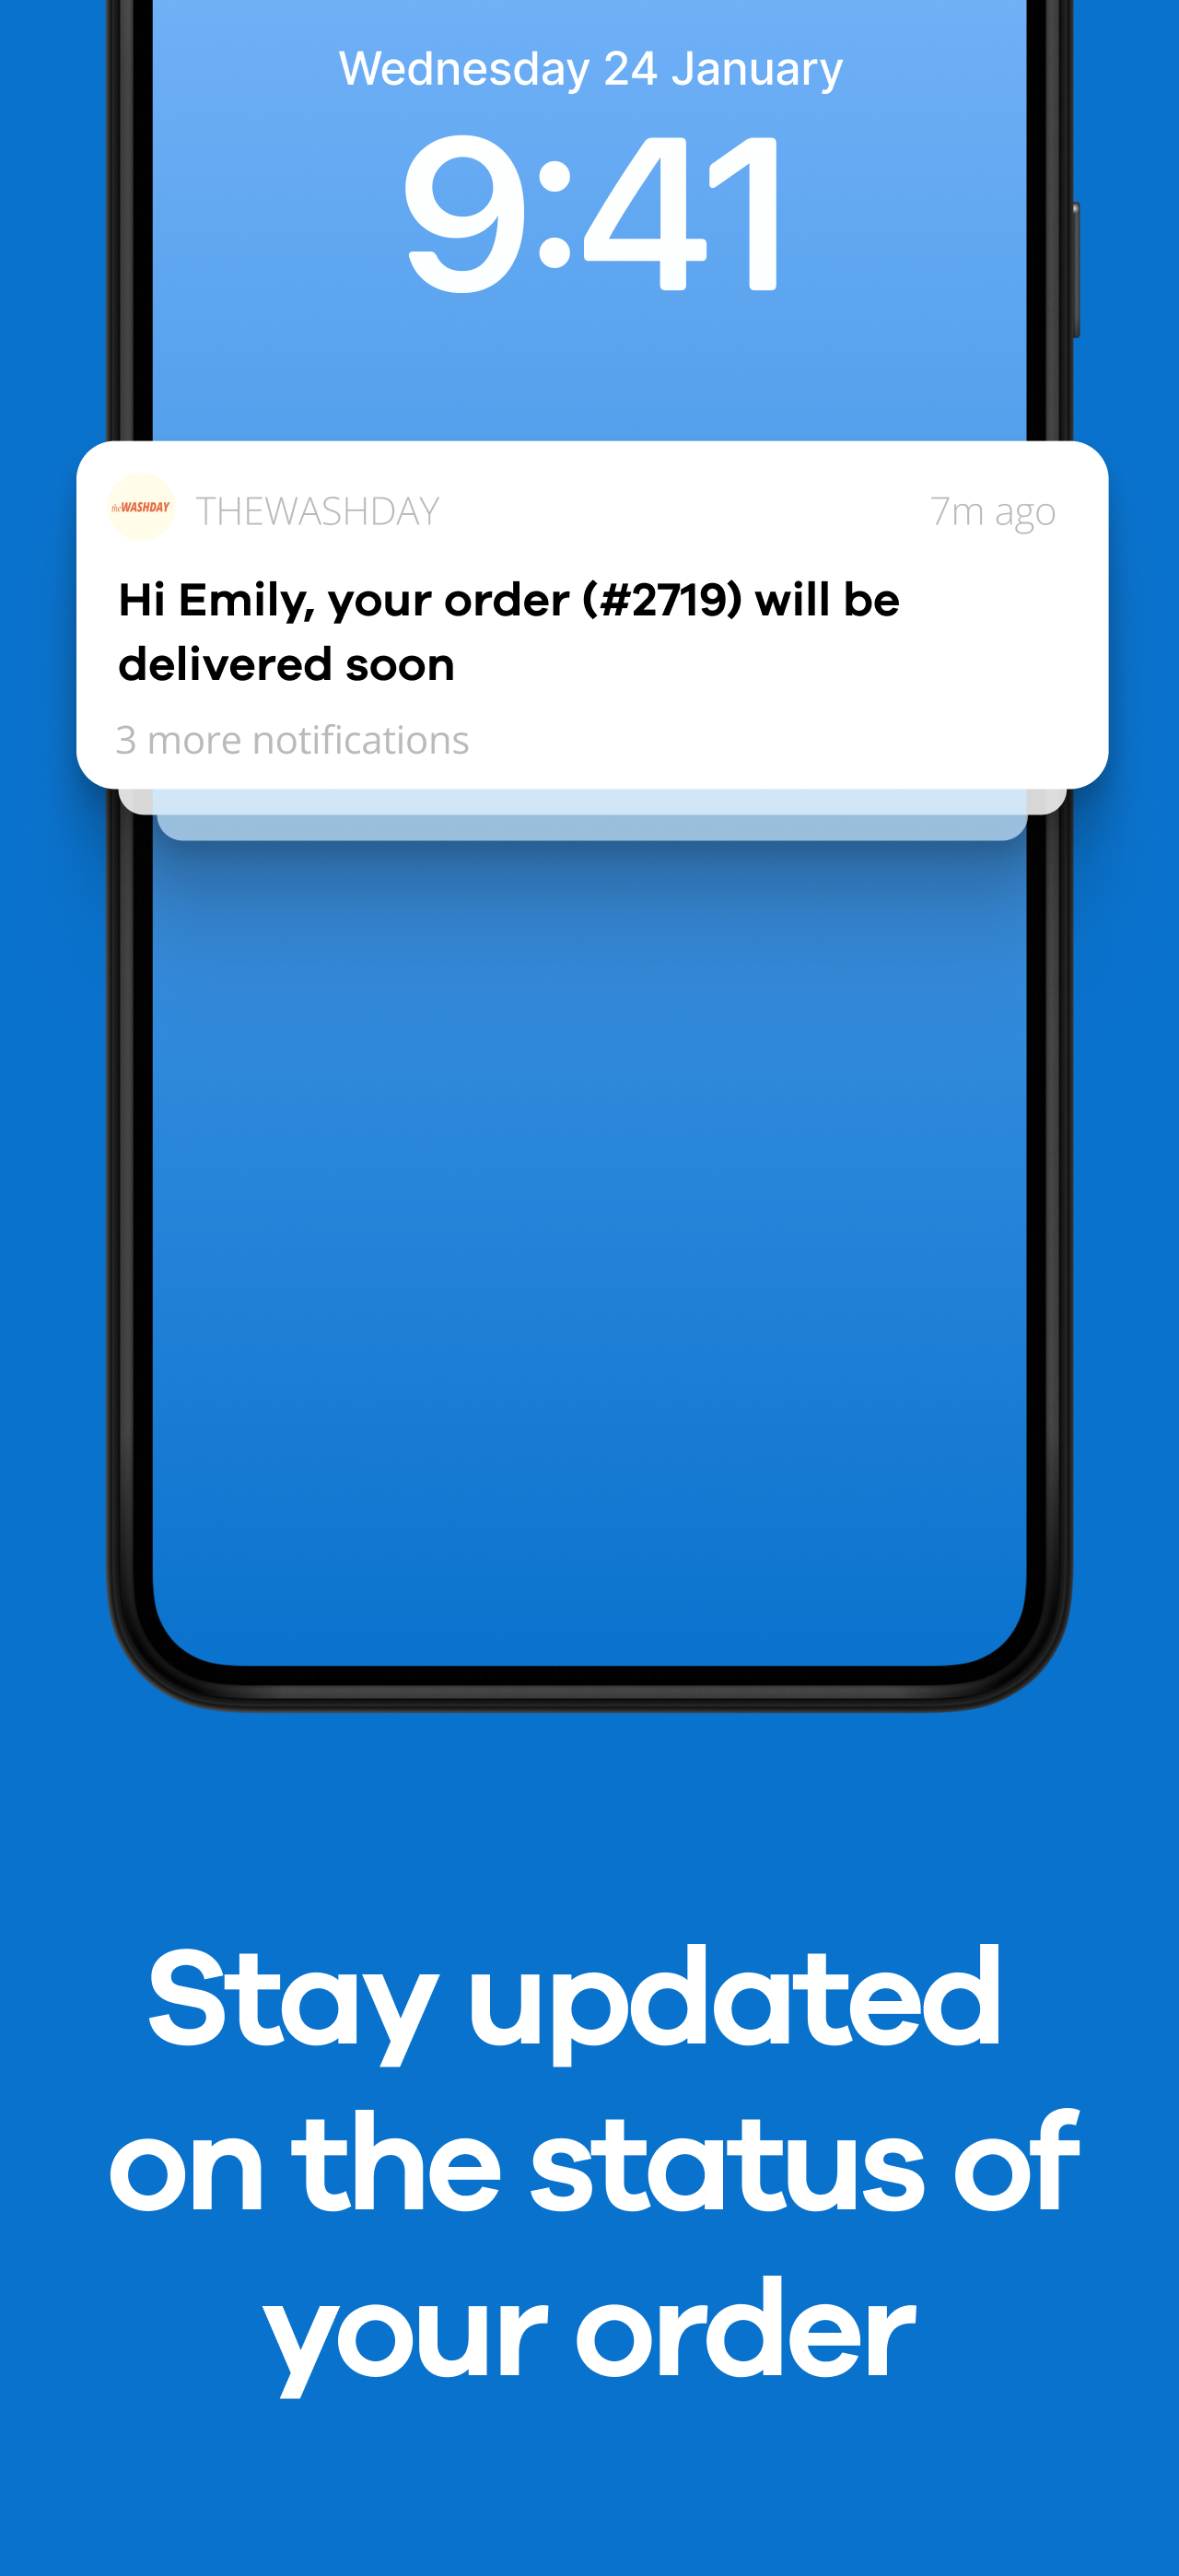 Wednesday 24 January
9:41
theWASHDAY THEWASHDAY 7m ago
Hi Emily, your order (#2719) will be
delivered soon
3 more notifications
Stay updated
on the status of
your order